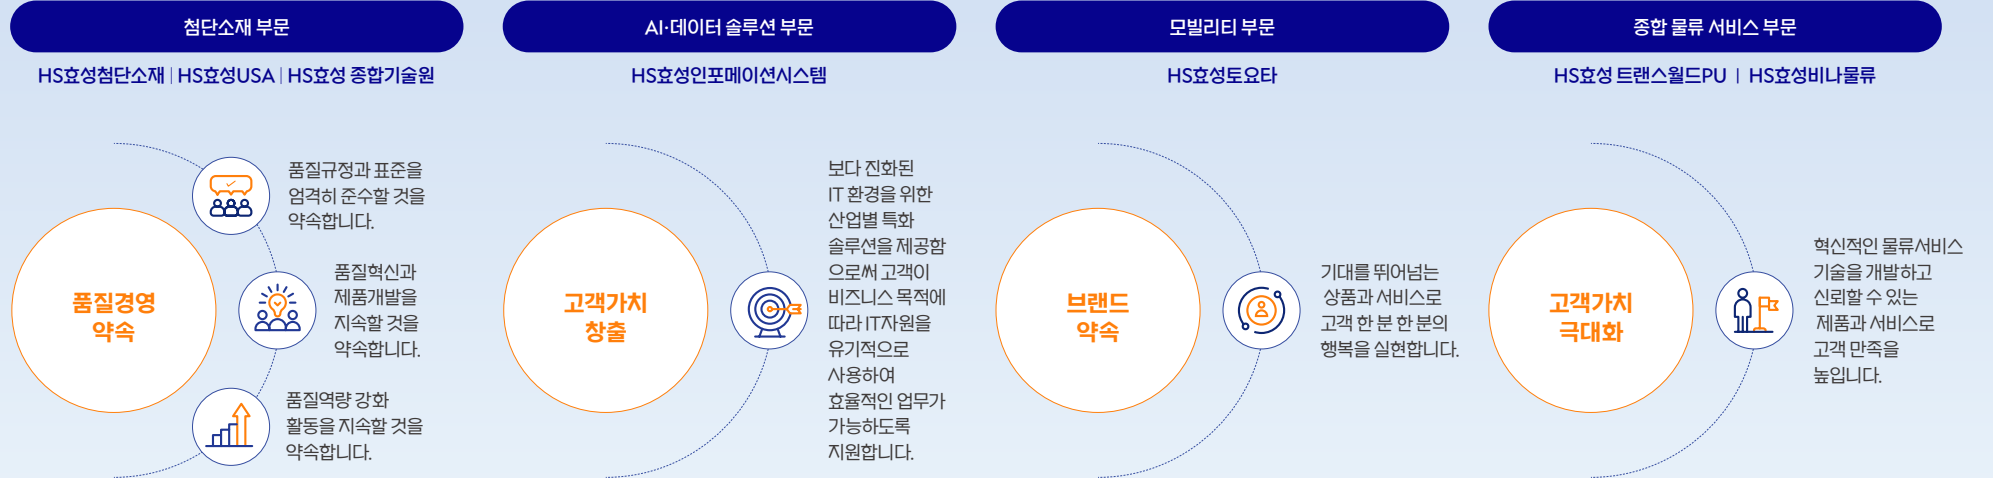 첨단소재 부문
HS효성첨단소재 | HS효성USA | HS효성 종합기술원
품질경영
약속
품질규정과 표준을
엄격히 준수할 것을
약속합니다.
품질혁신과
제품개발을
지속할 것을
약속합니다.
품질역량 강화
활동을 지속할 것을
약속합니다.
AI·데이터 솔루션 부문
HS효성인포메이션시스템
고객가치
창출
보다 진화된
IT 환경을 위한
산업별 특화
솔루션을 제공함
으로써 고객이
비즈니스 목적에
따라 IT자원을
유기적으로
사용하여
효율적인 업무가
가능하도록
지원합니다.
모빌리티 부문
HS효성토요타
브랜드
약속
기대를 뛰어넘는
상품과 서비스로
고객 한 분 한 분의
행복을 실현합니다.
종합 물류 서비스 부문
HS효성 트랜스월드PU | HS효성비나물류
고객가치
극대화
혁신적인 물류서비스
기술을 개발하고
신뢰할 수 있는
제품과 서비스로
고객 만족을
높입니다.